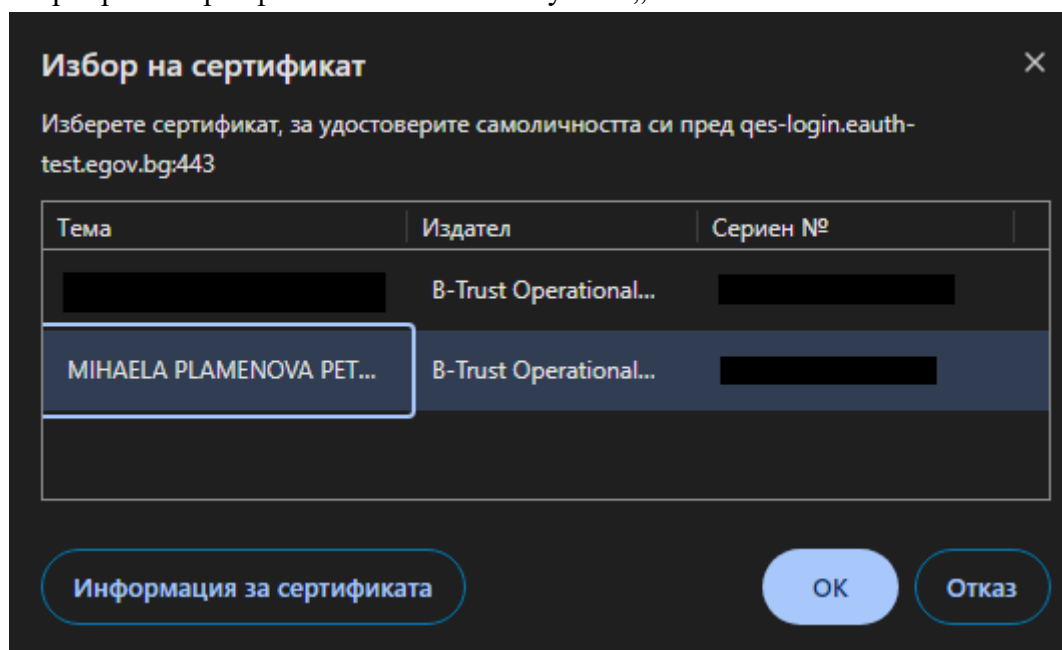 Избор на сертификат
Изберете сертификат, за удостоверите самоличността си пред qes-login.eauth-
test.egov.bg:443
Тема Издател Сериен №
B-Trust Operational...
MIHAELA PLAMENOVA PET... B-Trust Operational...
Информация за сертификата OK Отказ